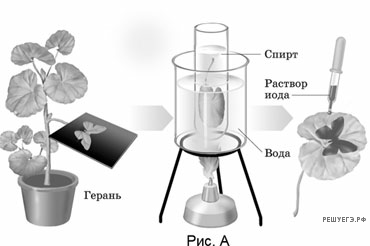 Спирт
Раствор
иода
Вода
Герань
РЕШУЕГЭ.РФ
Рис. А